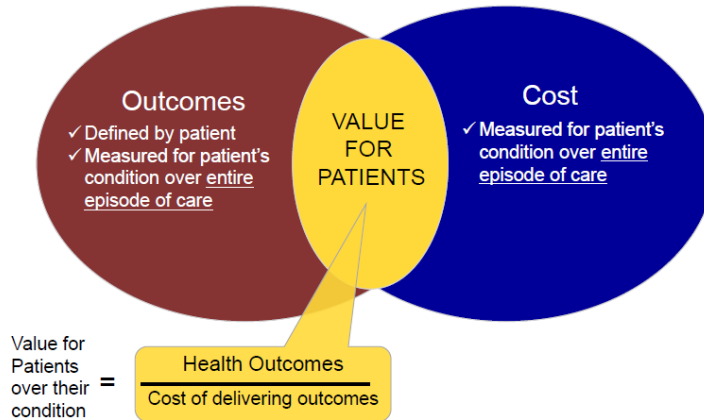 Outcomes
✓ Defined by patient
✓ Measured for patient's
condition over entire
episode of care
VALUE
FOR
PATIENTS
Cost
✓ Measured for patient's
condition over entire
episode of care
Value for
Patients
over their
condition
=
Health Outcomes
Cost of delivering outcomes